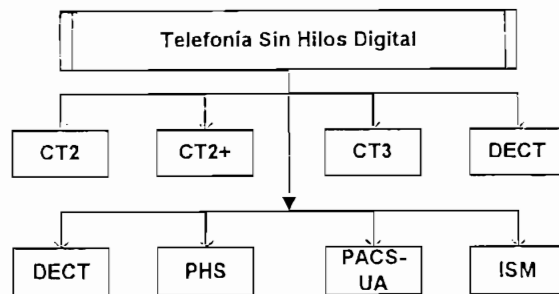 Telefonía Sin Hilos Digital
CT2
CT2+
CT3
DECT
DECT
PHS
PACS-
UA
ISM